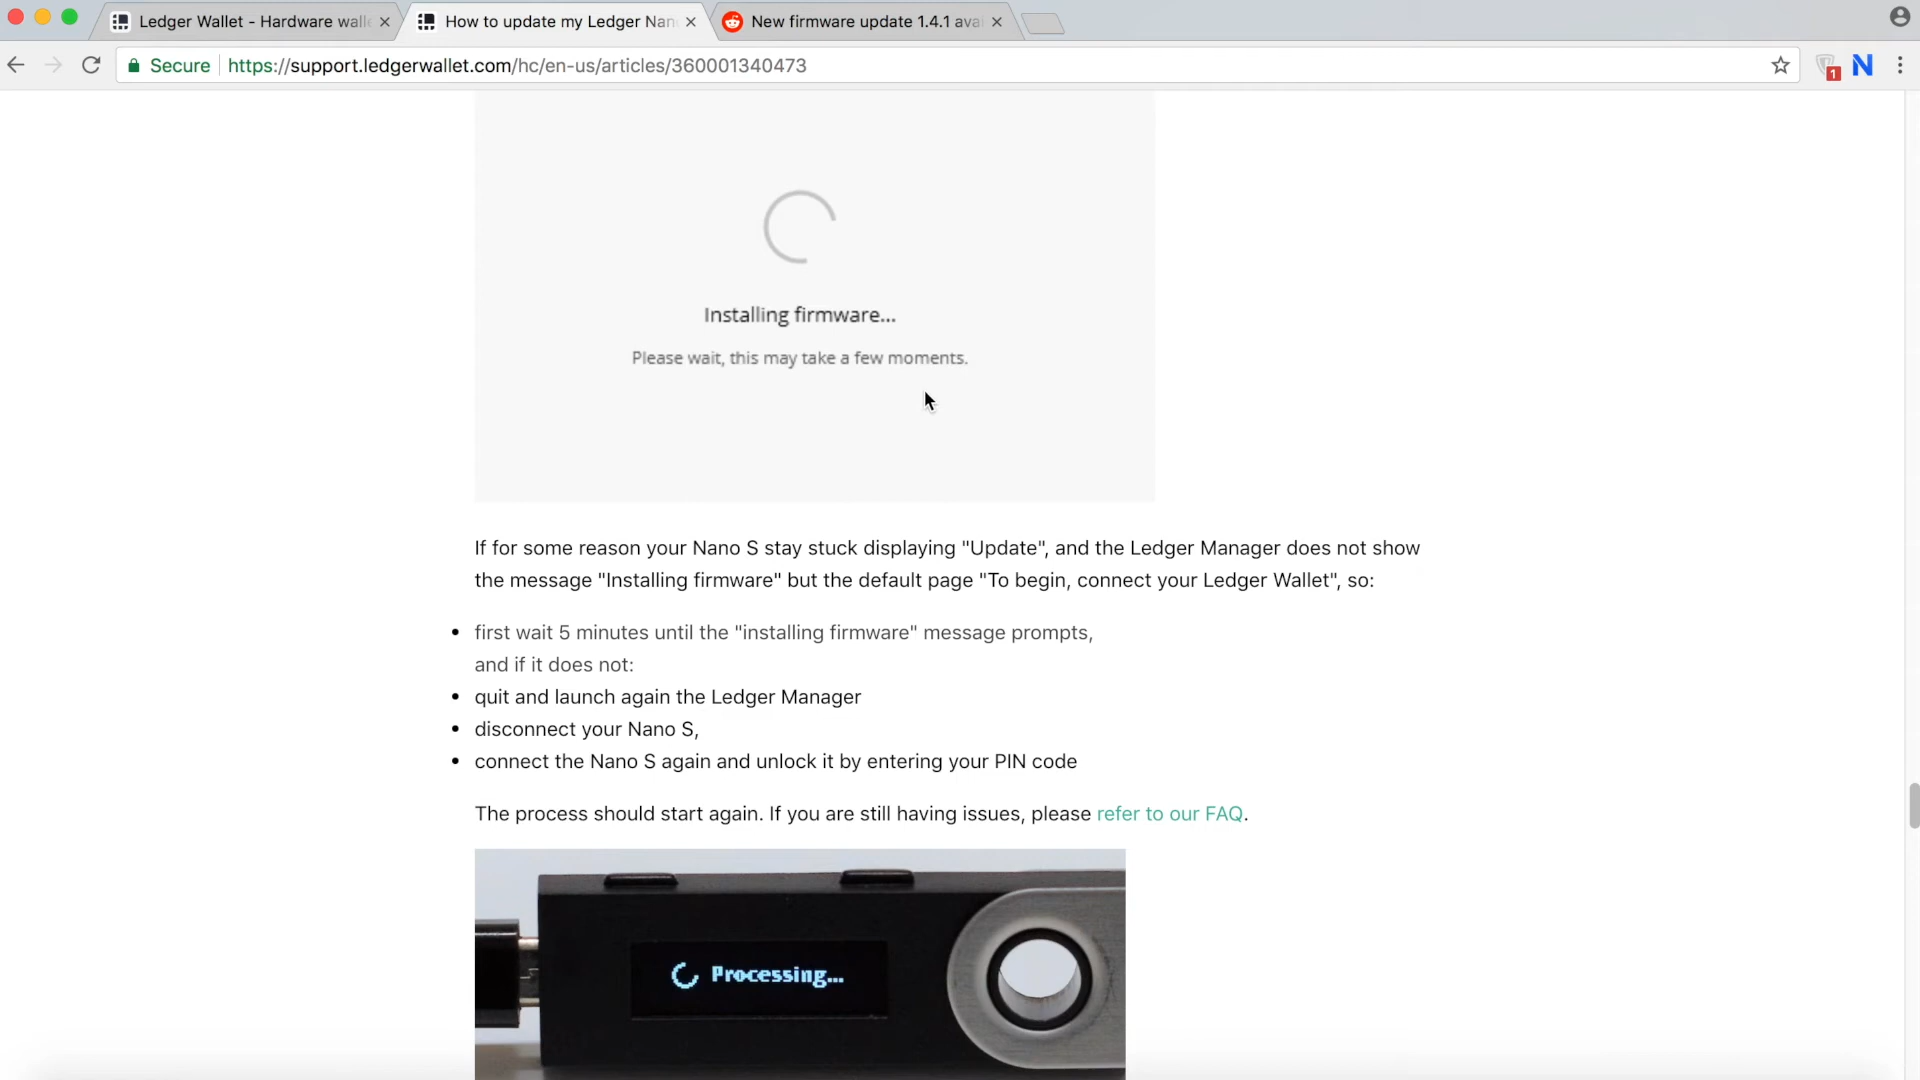 Ledger Wallet - Hardware walle
How to update my Ledger Nan
New firmware update 1.4.1 ava
Secure
https://support.ledgerwallet.com/hc/en-us/articles/360001340473
1
N
Installing firmware...
Please wait, this may take a few moments.
If for some reason your Nano S stay stuck displaying "Update", and the Ledger Manager does not show
the message "Installing firmware" but the default page "To begin, connect your Ledger Wallet", so:
• first wait 5 minutes until the "installing firmware" message prompts,
and if it does not:
• quit and launch again the Ledger Manager
• disconnect your Nano S,
• connect the Nano S again and unlock it by entering your PIN code
The process should start again. If you are still having issues, please refer to our FAQ.
Processing...